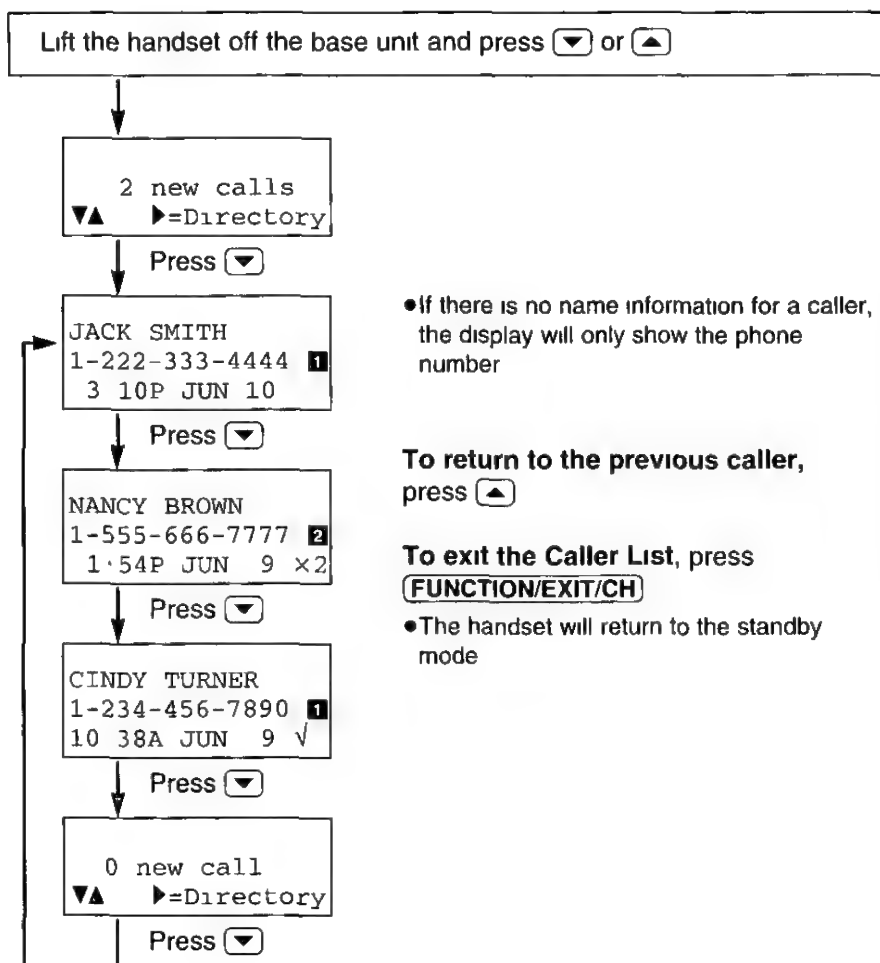 Lift the handset off the base unit and press ▼ or ▲
2 new calls
▼▲ ▶=Directory
Press ▼
JACK SMITH
1-222-333-4444 1
3 10P JUN 10
Press ▼
NANCY BROWN
1-555-666-7777 2
1·54P JUN 9 ×2
Press ▼
CINDY TURNER
1-234-456-7890 1
10 38A JUN 9 √
Press ▼
0 new call
▼▲ ▶=Directory
Press ▼
●If there is no name information for a caller,
the display will only show the phone
number
To return to the previous caller,
press ▲
To exit the Caller List, press
FUNCTION/EXIT/CH
●The handset will return to the standby
mode